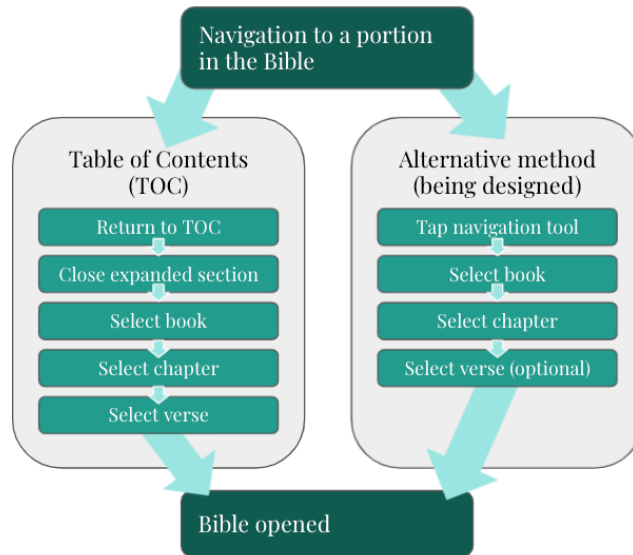 Navigation to a portion
in the Bible
Table of Contents
(TOC)
Return to TOC
Close expanded section
Select book
Select chapter
Select verse
Alternative method
(being designed)
Tap navigation tool
Select book
Select chapter
Select verse (optional)
Bible opened